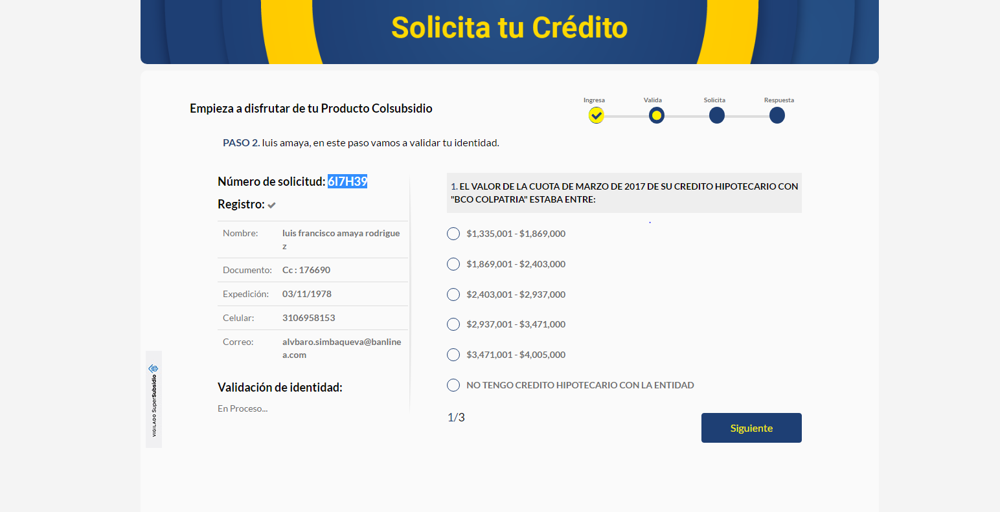 Solicita tu Crédito
Empieza a disfrutar de tu Producto Colsubsidio
Ingresa
Valida
Solicita
Respuesta
PASO 2. luis amaya, en este paso vamos a validar tu identidad.
Número de solicitud: 6I7H39
Registro:
Nombre: luis francisco amaya rodrigue
z
Documento: Cc : 176690
Expedición: 03/11/1978
Celular: 3106958153
Correo: alvbaro.simbaqueva@banline
a.com
Validación de identidad:
En Proceso...
VIGILADO SuperSubsidio
1. EL VALOR DE LA CUOTA DE MARZO DE 2017 DE SU CREDITO HIPOTECARIO CON
"BCO COLPATRIA" ESTABA ENTRE:
$1,335,001 - $1,869,000
$1,869,001 - $2,403,000
$2,403,001 - $2,937,000
$2,937,001 - $3,471,000
$3,471,001 - $4,005,000
NO TENGO CREDITO HIPOTECARIO CON LA ENTIDAD
1/3
Siguiente